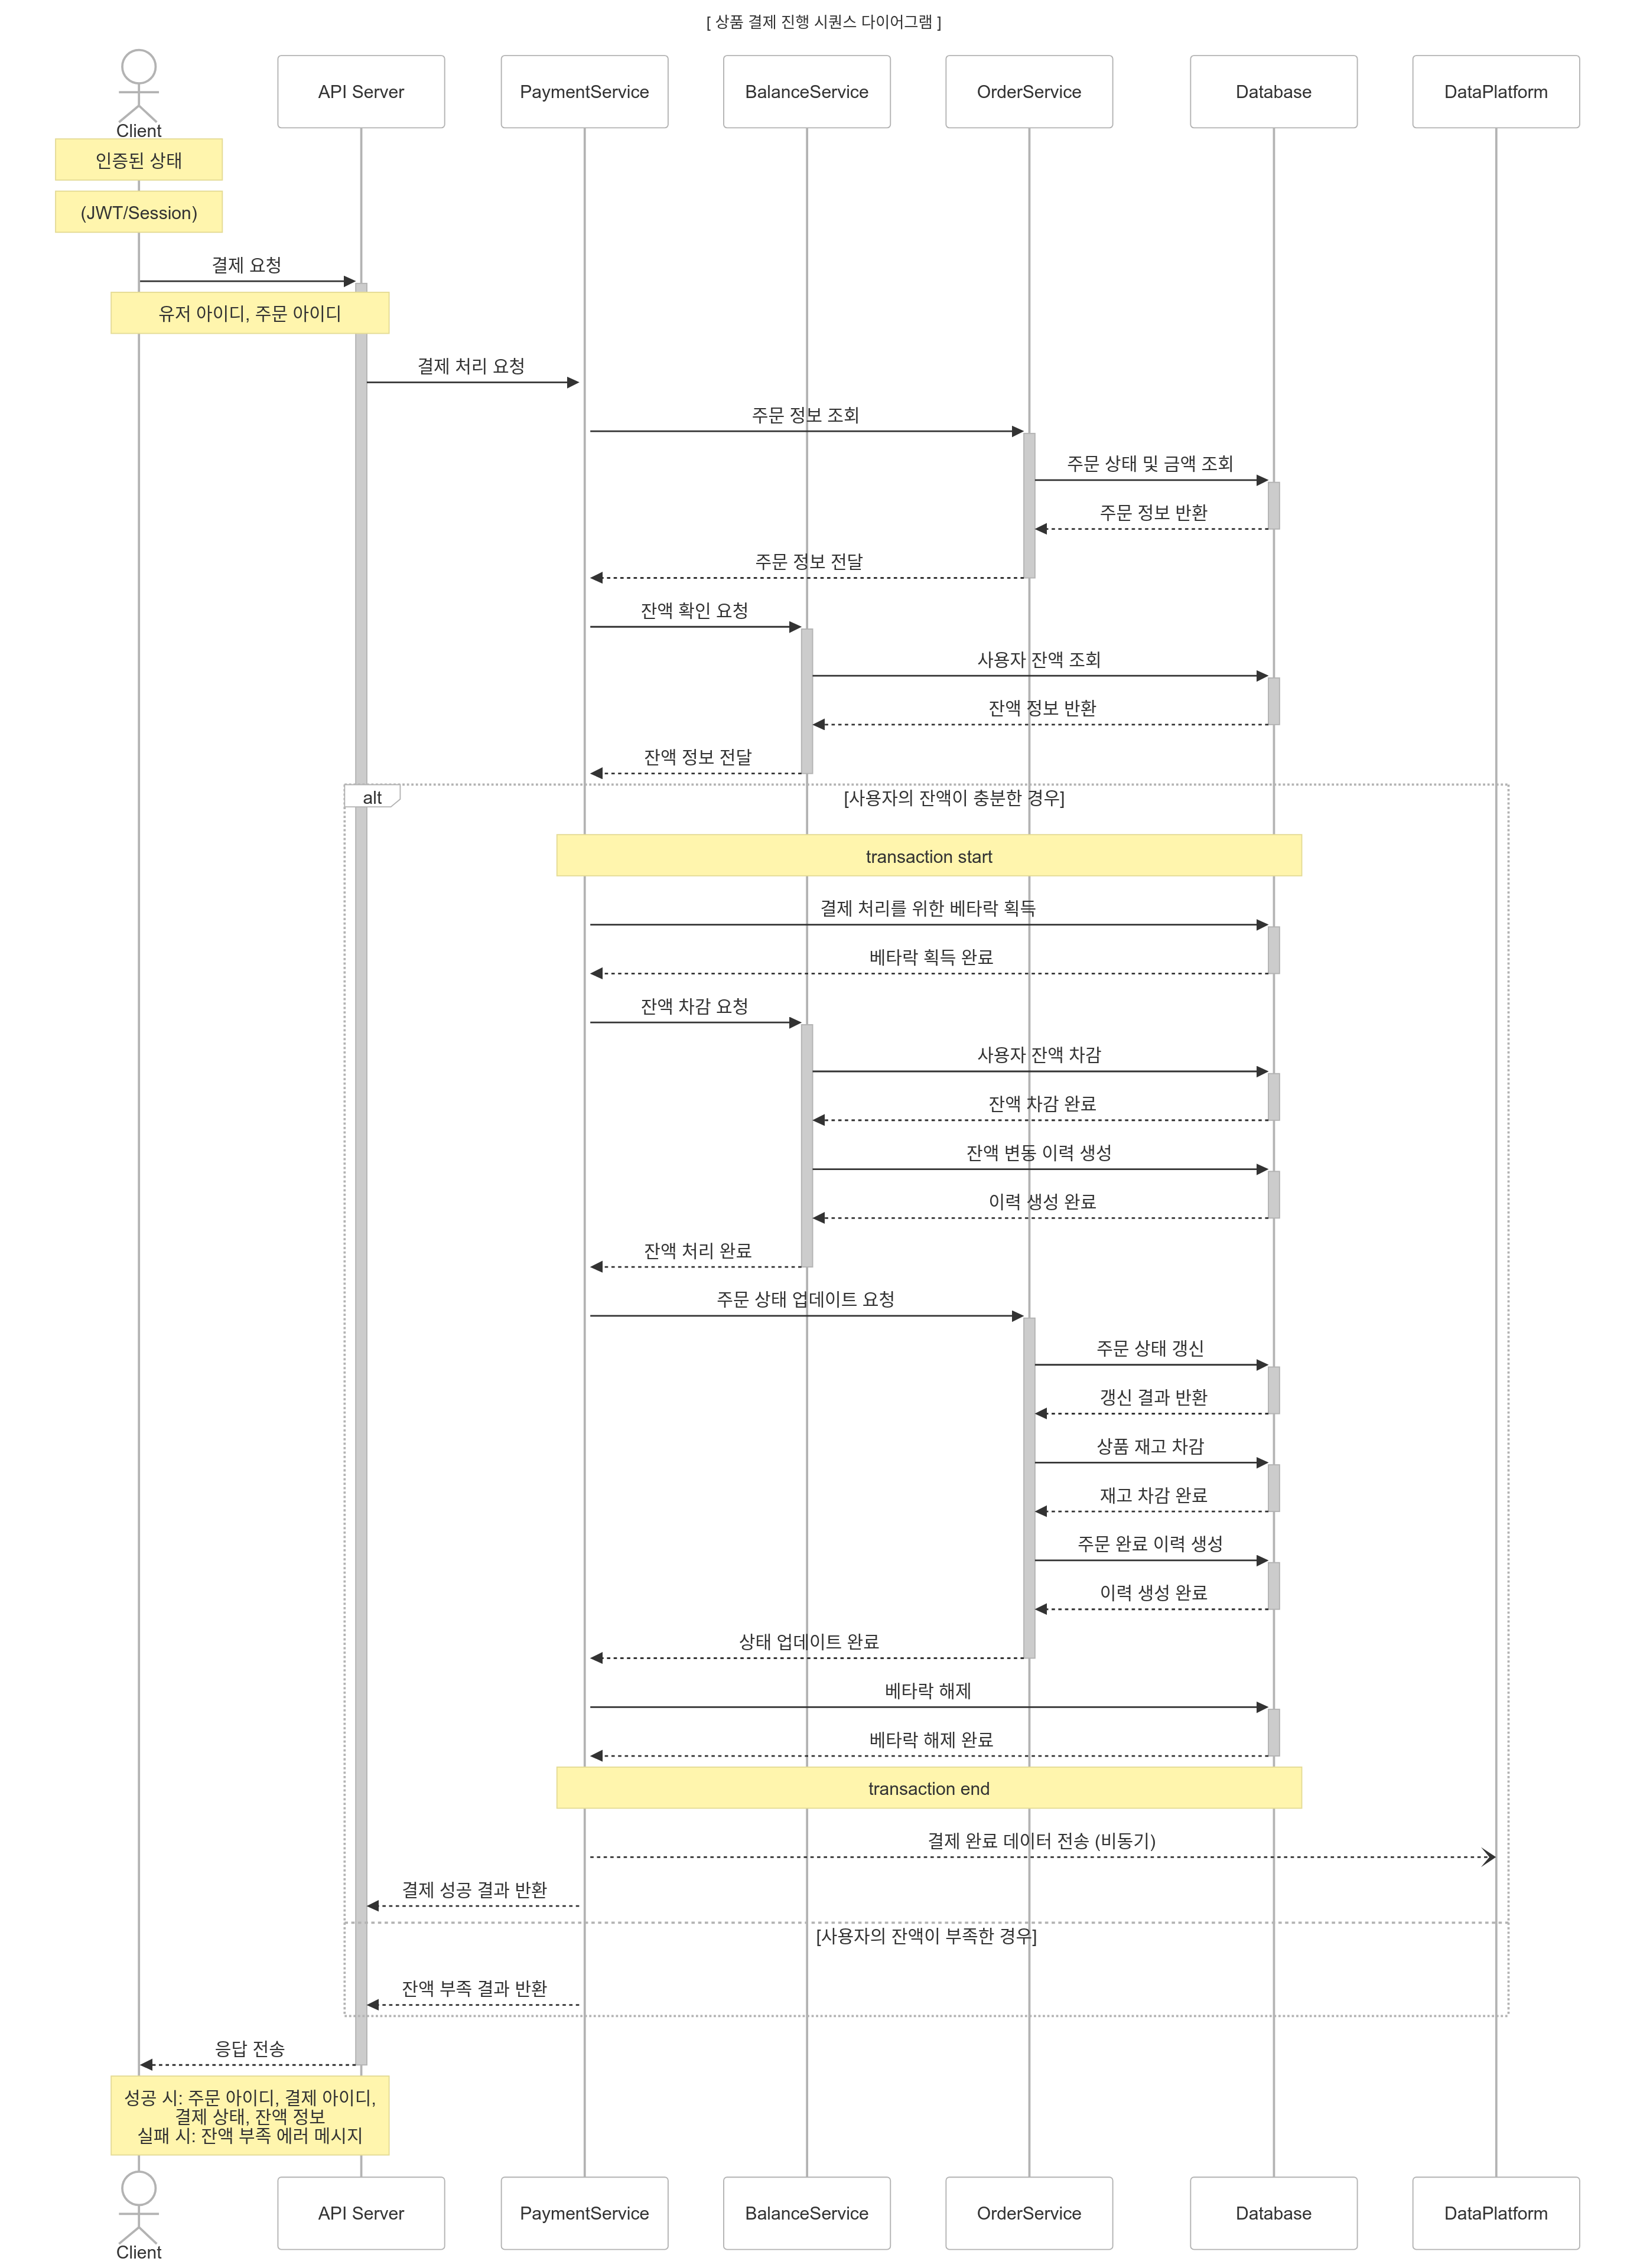 [ 상품 결제 진행 시퀀스 다이어그램 ]
Client
API Server
PaymentService
BalanceService
OrderService
Database
DataPlatform
인증된 상태
(JWT/Session)
결제 요청
유저 아이디, 주문 아이디
결제 처리 요청
주문 정보 조회
주문 상태 및 금액 조회
주문 정보 반환
주문 정보 전달
잔액 확인 요청
사용자 잔액 조회
잔액 정보 반환
잔액 정보 전달
alt
[사용자의 잔액이 충분한 경우]
transaction start
결제 처리를 위한 베타락 획득
베타락 획득 완료
잔액 차감 요청
사용자 잔액 차감
잔액 차감 완료
잔액 변동 이력 생성
이력 생성 완료
잔액 처리 완료
주문 상태 업데이트 요청
주문 상태 갱신
갱신 결과 반환
상품 재고 차감
재고 차감 완료
주문 완료 이력 생성
이력 생성 완료
상태 업데이트 완료
베타락 해제
베타락 해제 완료
transaction end
결제 완료 데이터 전송 (비동기)
결제 성공 결과 반환
[사용자의 잔액이 부족한 경우]
잔액 부족 결과 반환
응답 전송
성공 시: 주문 아이디, 결제 아이디,
결제 상태, 잔액 정보
실패 시: 잔액 부족 에러 메시지
Client
API Server
PaymentService
BalanceService
OrderService
Database
DataPlatform